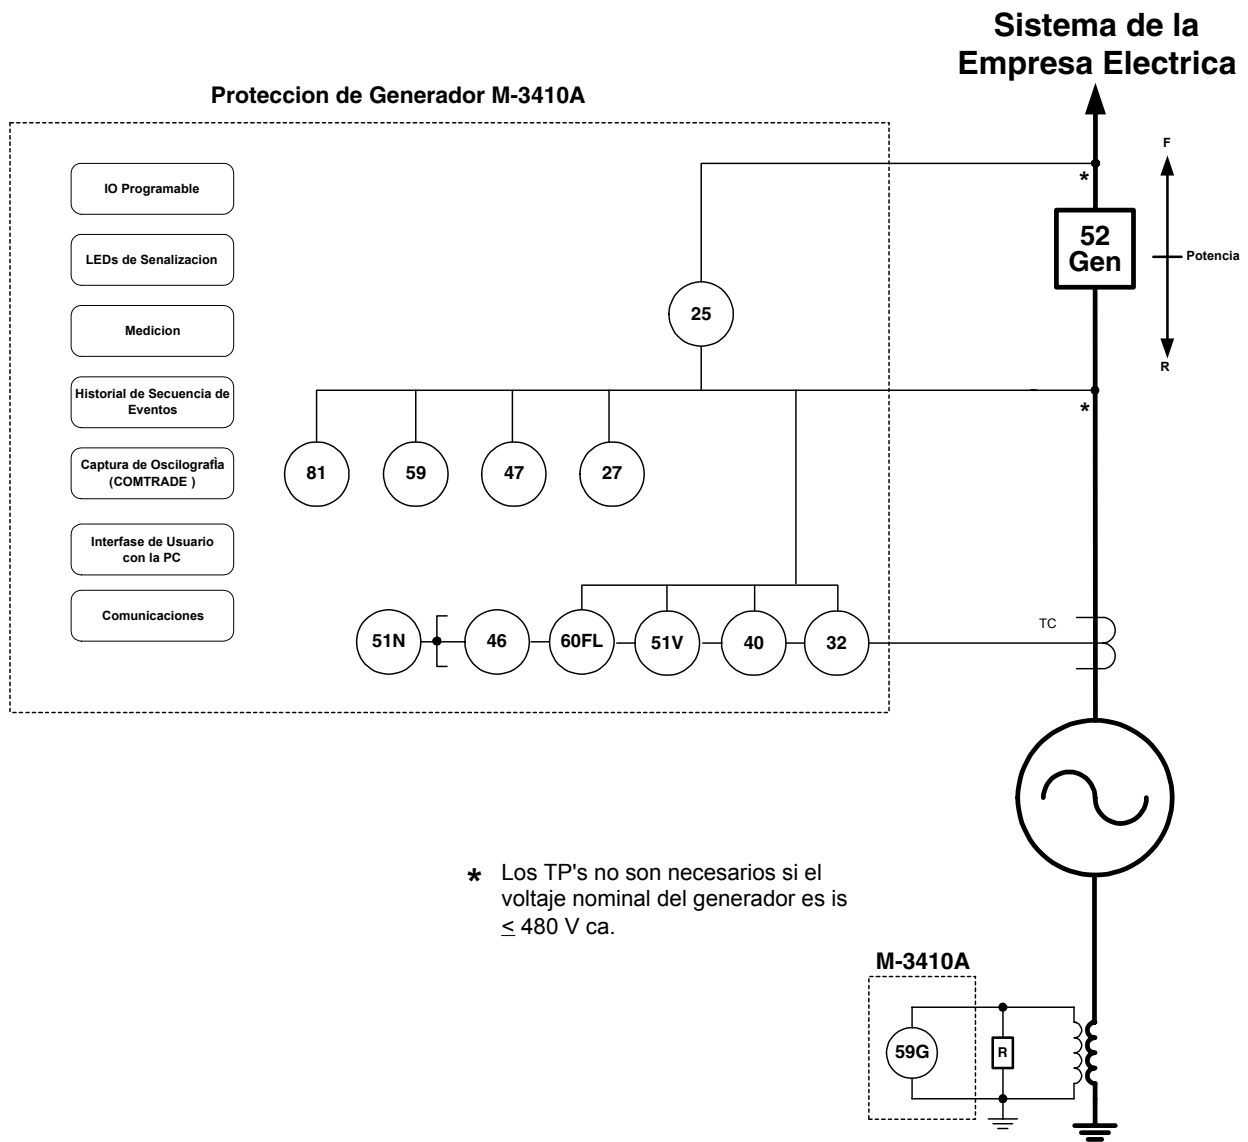 Sistema de la
Empresa Electrica
Proteccion de Generador M-3410A
IO Programable
LEDs de Senalizacion
Medicion
Historial de Secuencia de
Eventos
Captura de Oscilografìa
(COMTRADE )
Interfase de Usuario
con la PC
Comunicaciones
F
*
52
Gen
Potencia
R
25
*
81
59
47
27
51N
46
60FL
51V
40
32
TC
* Los TP's no son necesarios si el
voltaje nominal del generador es is
≤ 480 V ca.
M-3410A
59G
R